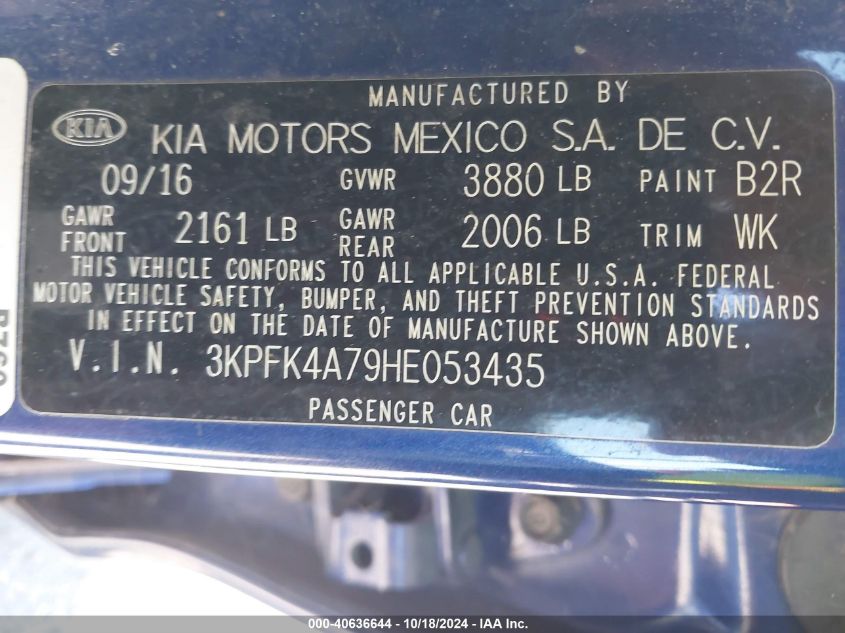 MANUFACTURED BY
KIA KIA MOTORS MEXICO S.A. DE C.V.
09/16 GVWR 3880 LB PAINT B2R
GAWR FRONT 2161 LB GAWR REAR 2006 LB TRIM WK
THIS VEHICLE CONFORMS TO ALL APPLICABLE U.S.A. FEDERAL
MOTOR VEHICLE SAFETY, BUMPER, AND THEFT PREVENTION STANDARDS
IN EFFECT ON THE DATE OF MANUFACTURE SHOWN ABOVE.
V.I.N. 3KPFK4A79HE053435
PASSENGER CAR
000-40636644 - 10/18/2024 - IAA Inc.